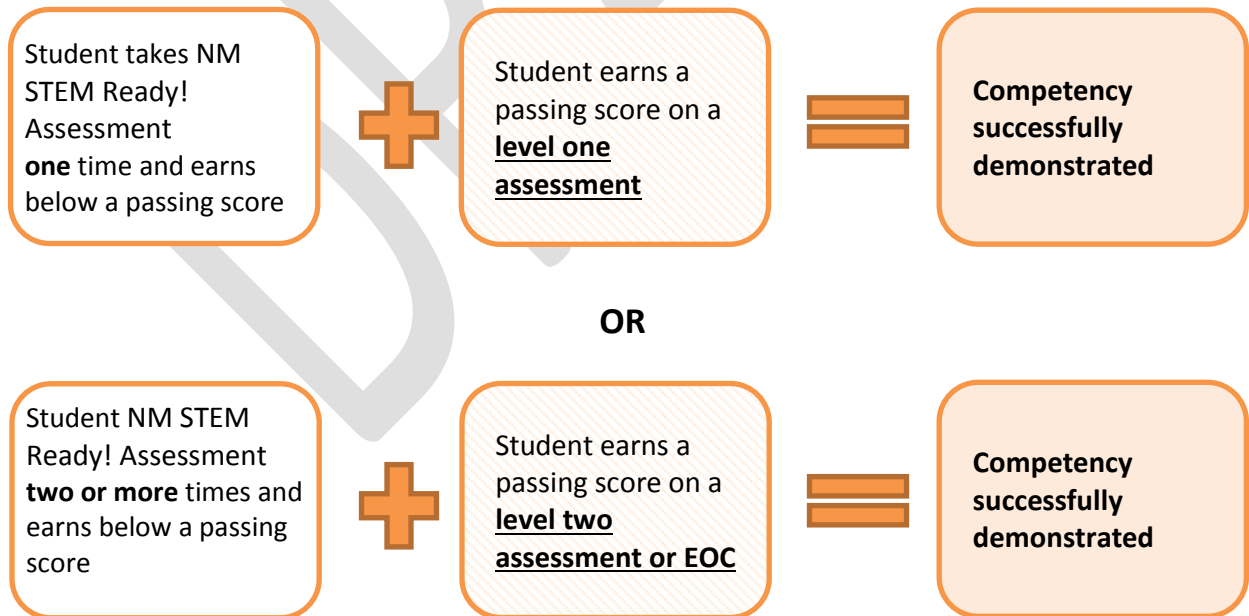 Student takes NM
STEM Ready!
Assessment
one time and earns
below a passing score
Student earns a
passing score on a
level one
assessment
Competency
successfully
demonstrated
OR
Student NM STEM
Ready! Assessment
two or more times and
earns below a passing
score
Student earns a
passing score on a
level two
assessment or EOC
Competency
successfully
demonstrated